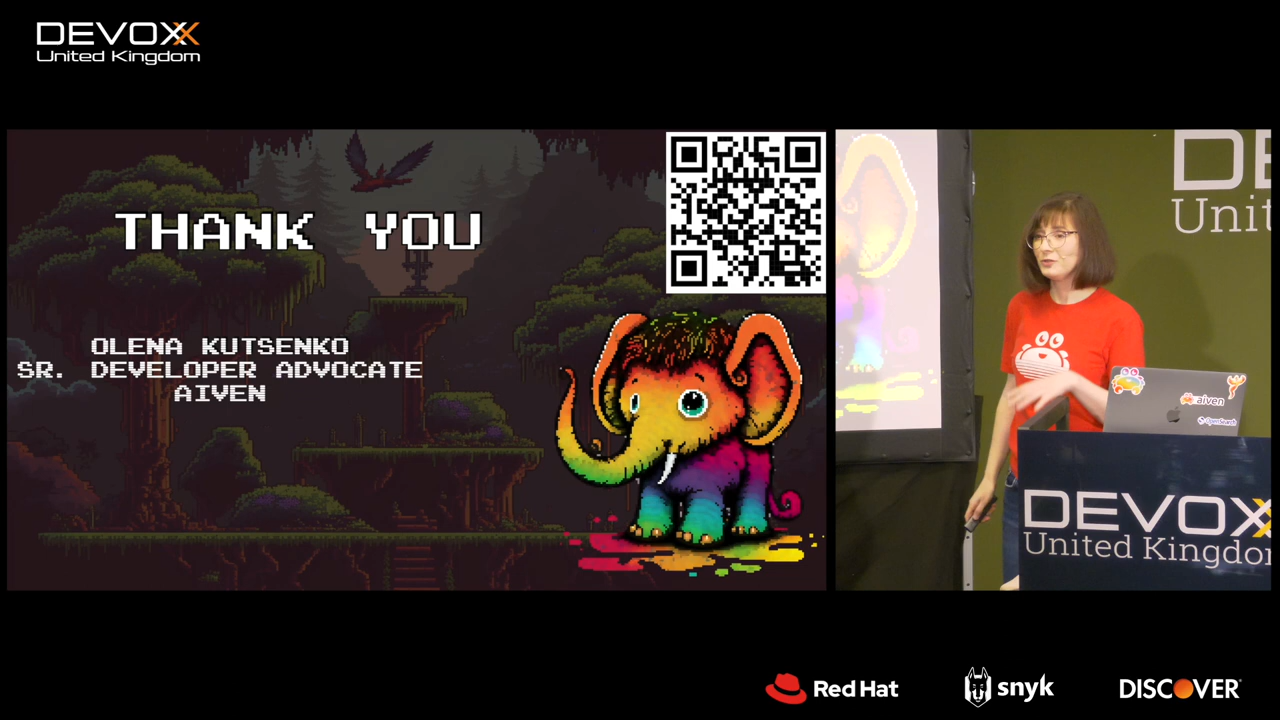 DEVOXX
United Kingdom
THANK YOU
OLENA KUTSENKO
SR. DEVELOPER ADVOCATE
AIVEN
DE
Unit
aiven
OpenSearch
DEVOXX
United Kingdom
Red Hat
snyk
DISCOVER